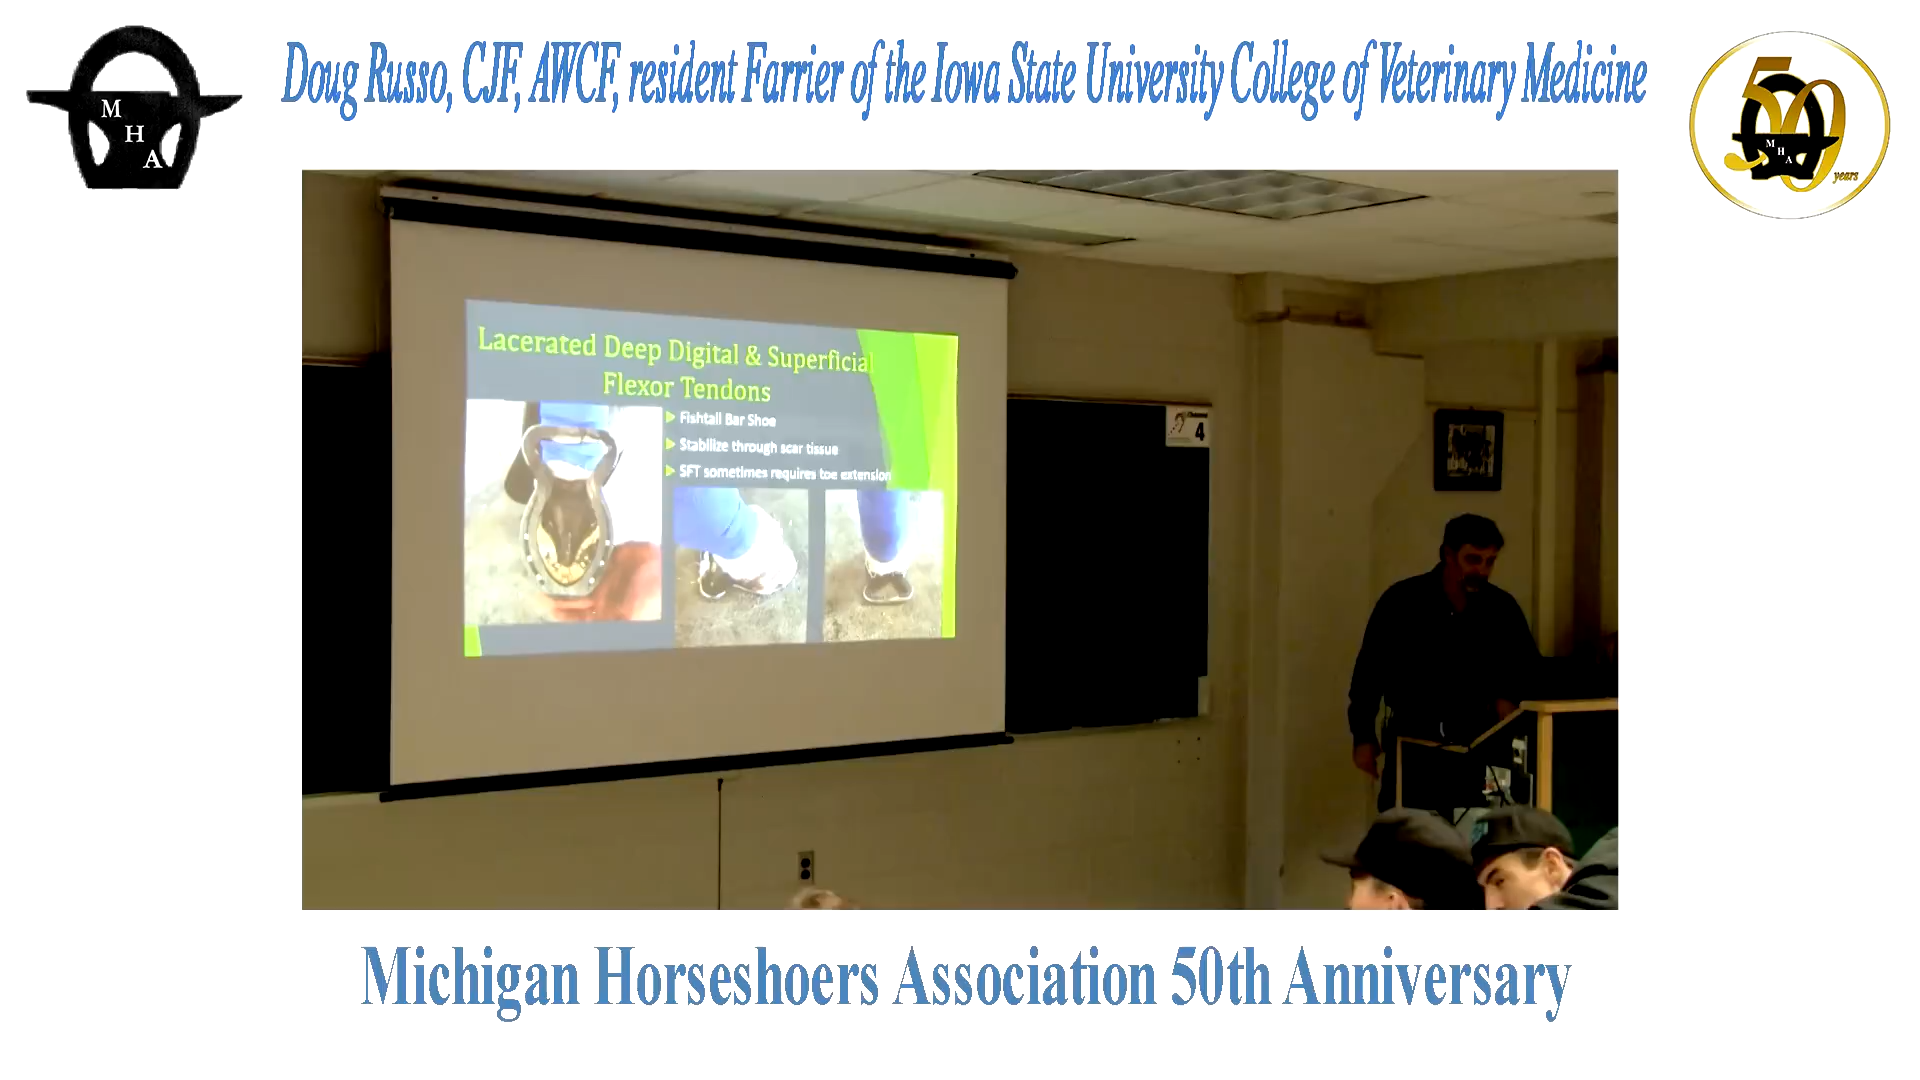 Doug Russo, CJF, AWCF, resident Farrier of the Iowa State University College of Veterinary Medicine
M
H
A
50
M
H
A
years
Lacerated Deep Digital & Superficial
Flexor Tendons
Fishtail Bar Shoe
Stabilize through scar tissue
SFT sometimes requires toe extension
4
Michigan Horseshoers Association 50th Anniversary